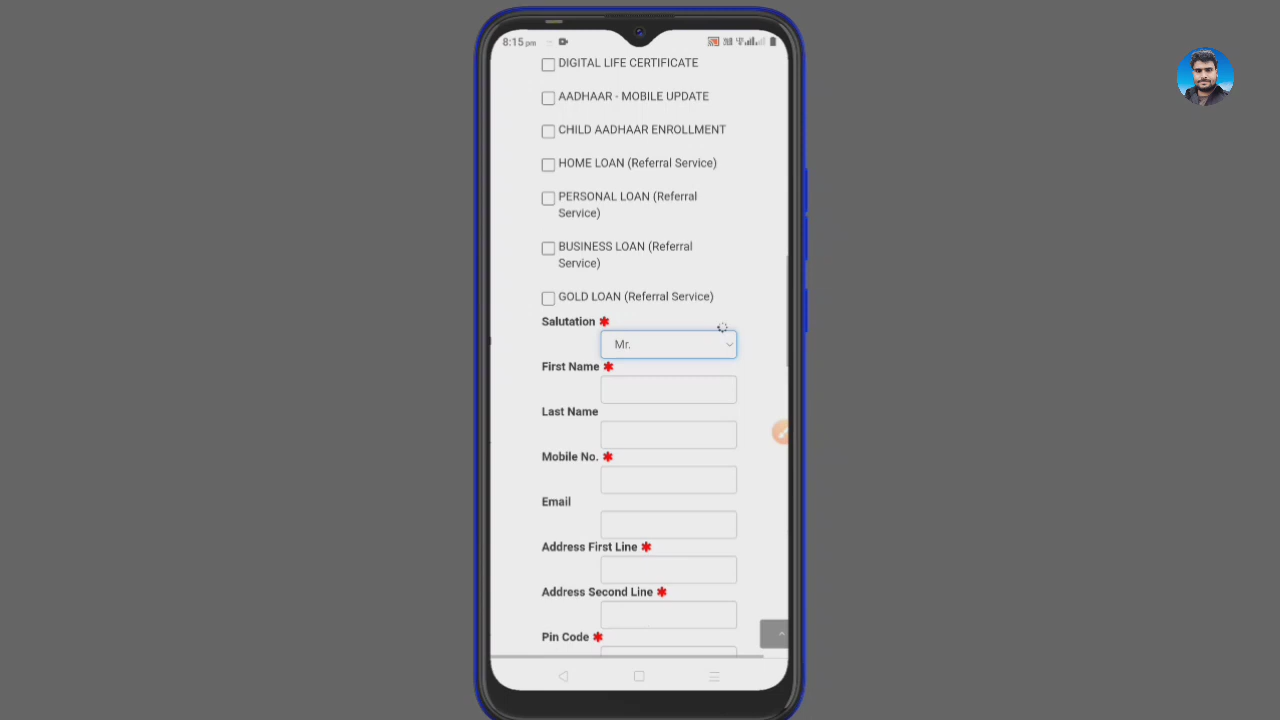 8:15 pm
DIGITAL LIFE CERTIFICATE
AADHAAR - MOBILE UPDATE
CHILD AADHAAR ENROLLMENT
HOME LOAN (Referral Service)
PERSONAL LOAN (Referral
Service)
BUSINESS LOAN (Referral
Service)
GOLD LOAN (Referral Service)
Salutation *
Mr.
First Name *
Last Name
Mobile No. *
Email
Address First Line *
Address Second Line *
Pin Code *